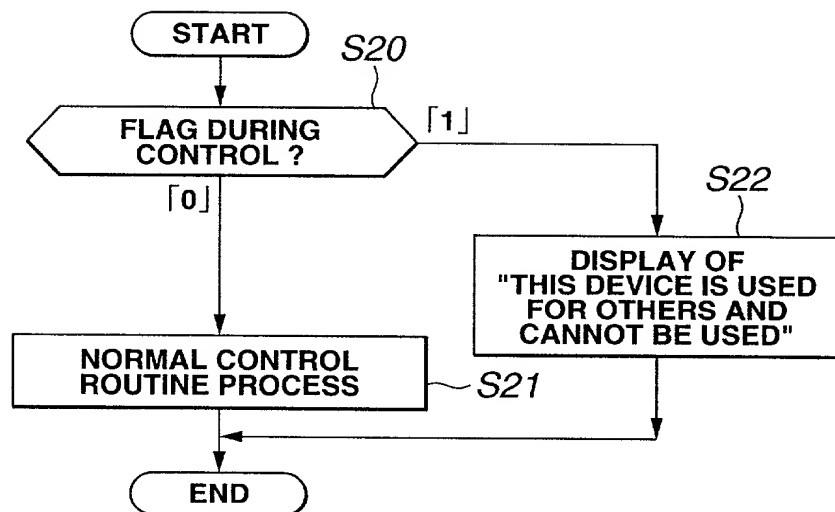 START
S20
FLAG DURING
CONTROL ?
「1」
「0」
S22
DISPLAY OF
"THIS DEVICE IS USED
FOR OTHERS AND
CANNOT BE USED"
NORMAL CONTROL
ROUTINE PROCESS
S21
END